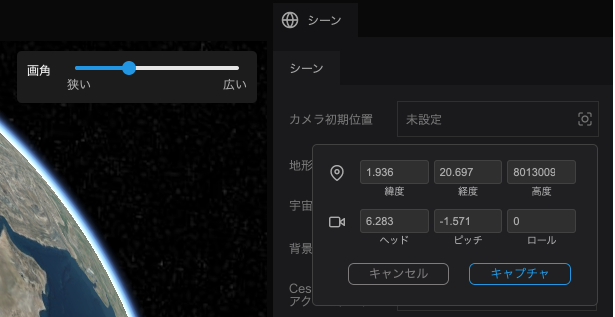 シーン
画角
狭い 広い
シーン
カメラ初期位置 未設定
地形
1.936 20.697 8013009
緯度 経度 高度
宇宙
6.283 -1.571 0
ヘッド ピッチ ロール
背景
キャンセル キャプチャ
Ces
アク